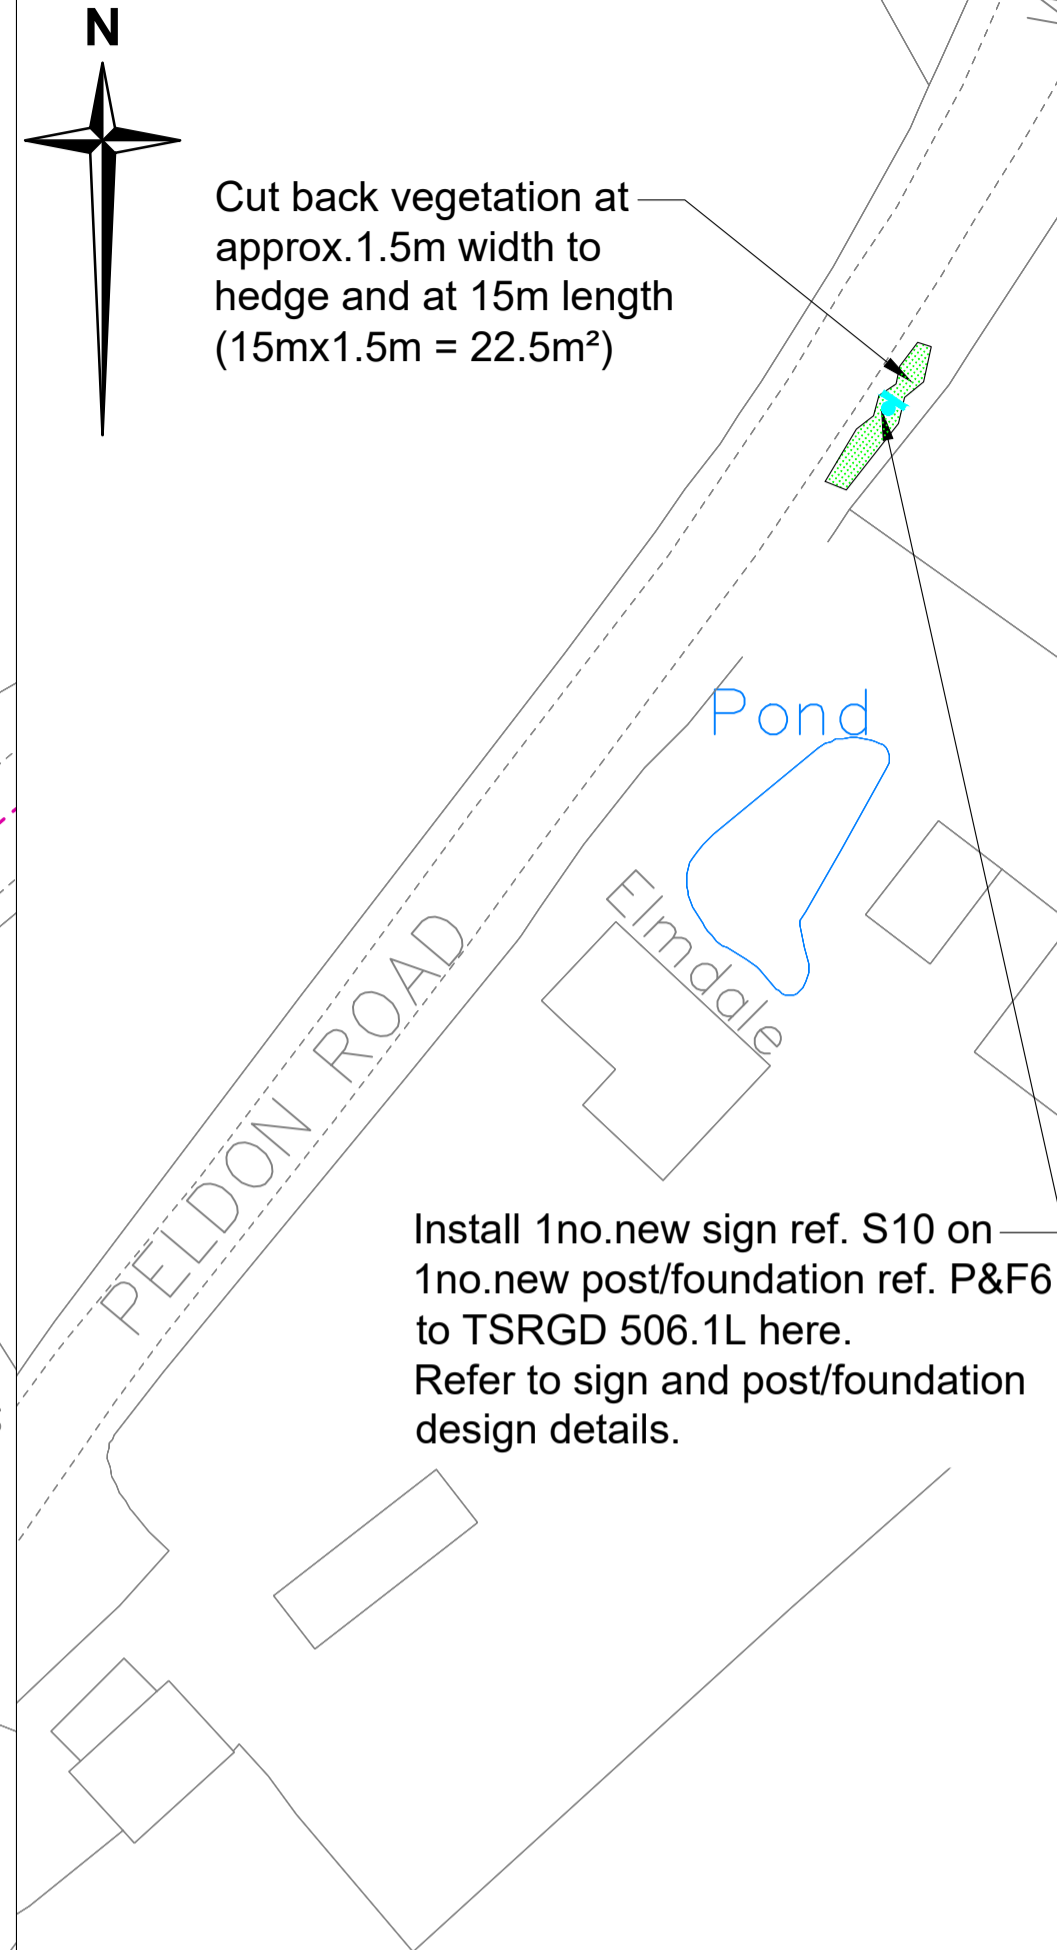 N
Cut back vegetation at
approx.1.5m width to
hedge and at 15m length
(15mx1.5m = 22.5m²)
Pond
Elmdale
PELDON ROAD
Install 1no.new sign ref. S10 on
1no.new post/foundation ref. P&F6
to TSRGD 506.1L here.
Refer to sign and post/foundation
design details.